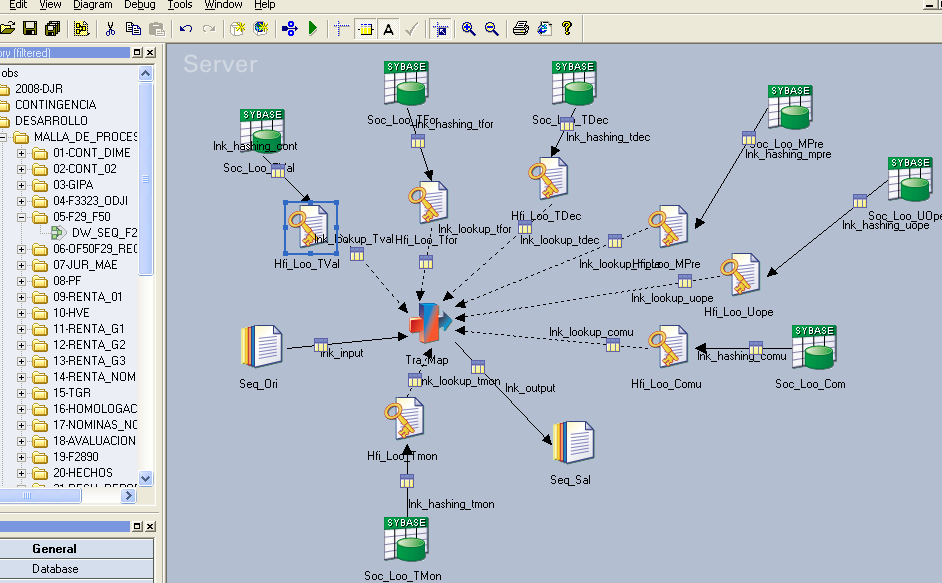 Edit View Diagram Debug Tools Window Help
ory (filtered)
obs
2008-DJR
CONTINGENCIA
DESARROLLO
MALLA_DE_PROCES
01-CONT_DIME
02-CONT_02
03-GIPA
04-F3323_ODJI
05-F29_F50
DW_SEQ_F2
06-OF50F29_REC
07-JUR_MAE
08-PF
09-RENTA_01
10-HVE
11-RENTA_G1
12-RENTA_G2
13-RENTA_G3
14-RENTA_NOM
15-TGR
16-HOMOLOGAC
17-NOMINAS_NC
18-AVALUACION
19-F2890
20-HECHOS
General
Database
A
Server
SYBASE
Soc_Loo_TFor
lnk_hashing_tfor
SYBASE
Soc_Loo_TDec
lnk_hashing_tdec
SYBASE
Soc_Loo_MPre
lnk_hashing_mpre
SYBASE
lnk_hashing_cont
Soc_Loo_TVal
SYBASE
Soc_Loo_UOpe
lnk_hashing_uope
Hfi_Loo_TVal
lnk_lookup_Tval
Hfi_Loo_Tfor
lnk_lookup_tfor
Hfi_Loo_TDec
lnk_lookup_tdec
Hfi_Loo_MPre
lnk_lookup_mpre
lnk_lookup_uope
Hfi_Loo_Uope
Seq_Ori
lnk_input
Tra_Map
lnk_lookup_comu
Hfi_Loo_Comu
lnk_hashing_comu
SYBASE
Soc_Loo_Com
lnk_lookup_tmon
lnk_output
Hfi_Loo_Tmon
Seq_Sal
lnk_hashing_tmon
SYBASE
Soc_Loo_TMon